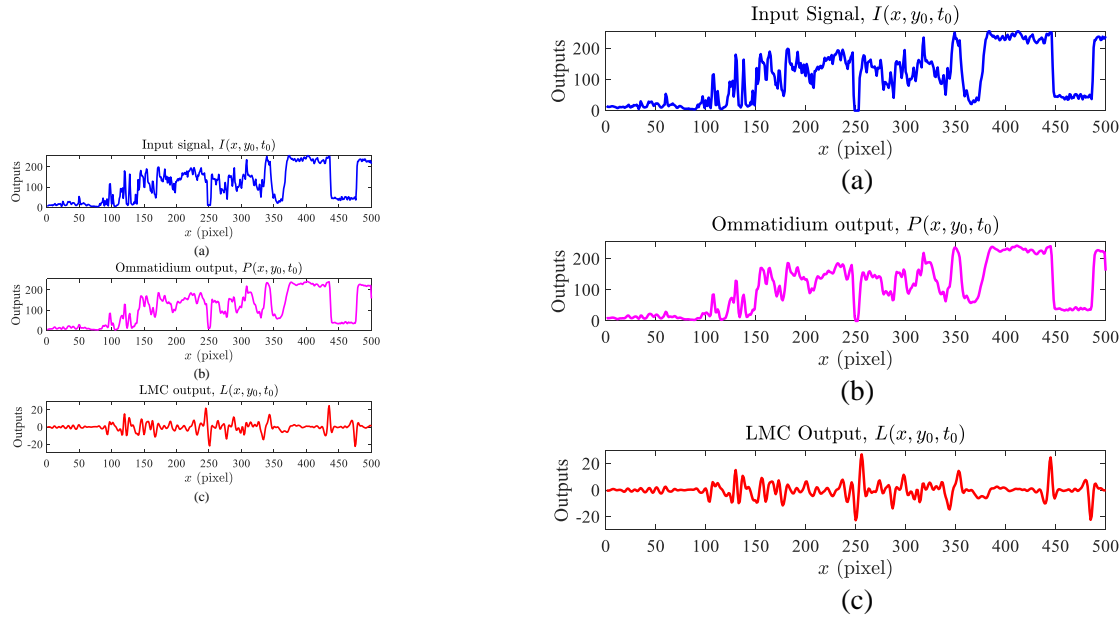 Input signal, I(x, y₀, t₀)
Outputs
200
100
0
0 50 100 150 200 250 300 350 400 450 500
x (pixel)
(a)
Ommatidium output, P(x, y₀, t₀)
Outputs
200
100
0
0 50 100 150 200 250 300 350 400 450 500
x (pixel)
(b)
LMC output, L(x, y₀, t₀)
Outputs
20
0
-20
0 50 100 150 200 250 300 350 400 450 500
x (pixel)
(c)
Input Signal, I(x, y₀, t₀)
Outputs
200
100
0
0 50 100 150 200 250 300 350 400 450 500
x (pixel)
(a)
Ommatidium output, P(x, y₀, t₀)
Outputs
200
100
0
0 50 100 150 200 250 300 350 400 450 500
x (pixel)
(b)
LMC Output, L(x, y₀, t₀)
Outputs
20
0
-20
0 50 100 150 200 250 300 350 400 450 500
x (pixel)
(c)